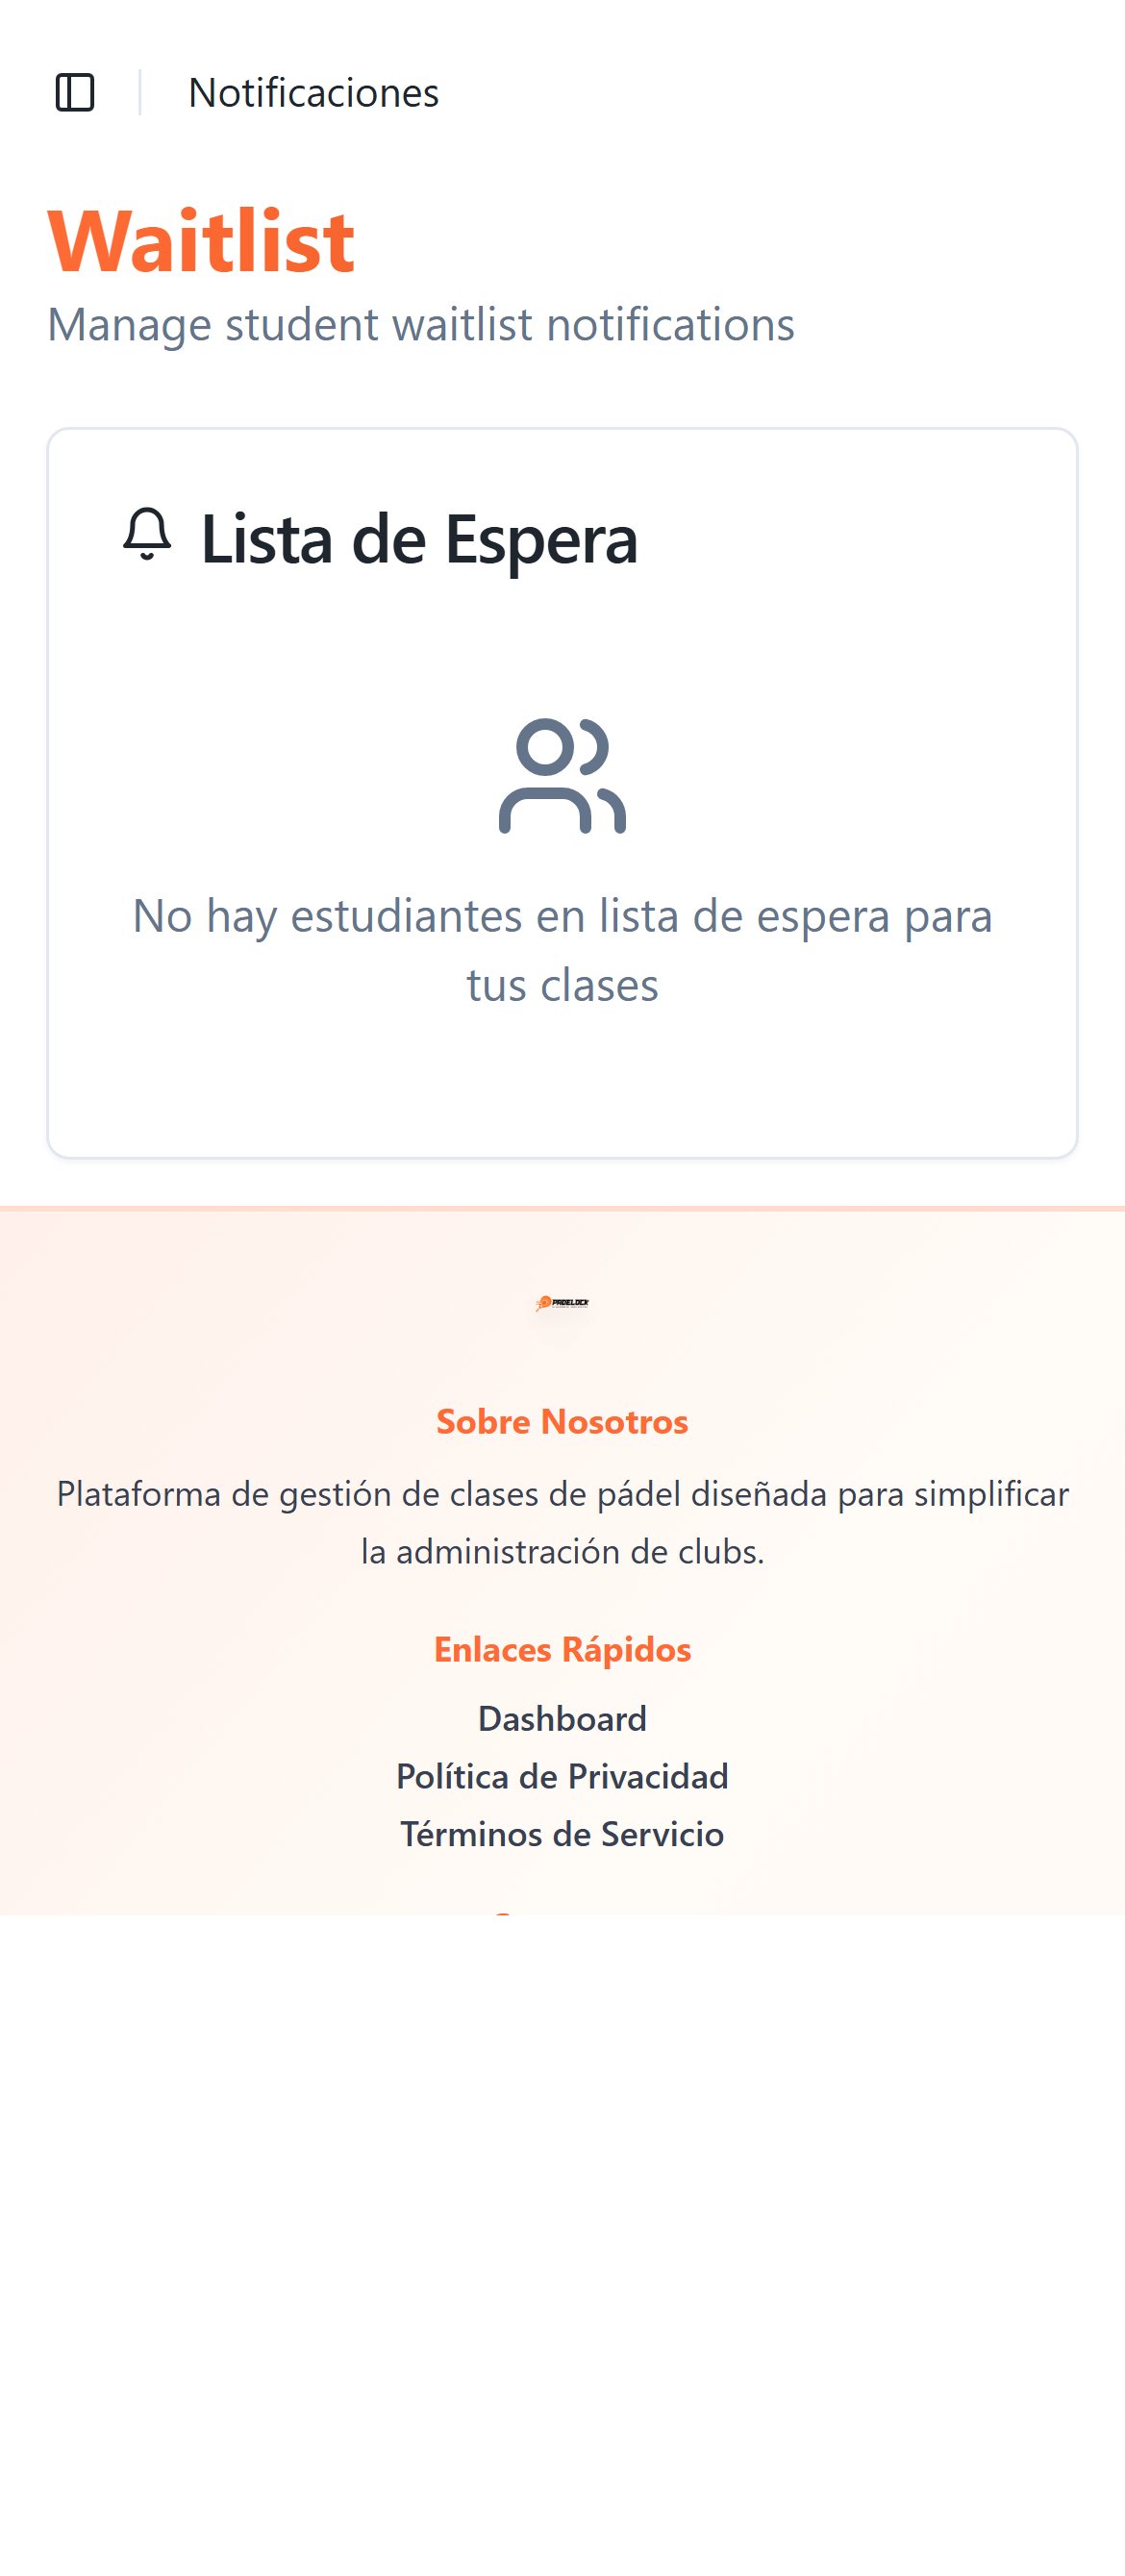 Notificaciones
Waitlist
Manage student waitlist notifications
Lista de Espera
No hay estudiantes en lista de espera para
tus clases
PADELOCK
Sobre Nosotros
Plataforma de gestión de clases de pádel diseñada para simplificar
la administración de clubs.
Enlaces Rápidos
Dashboard
Política de Privacidad
Términos de Servicio